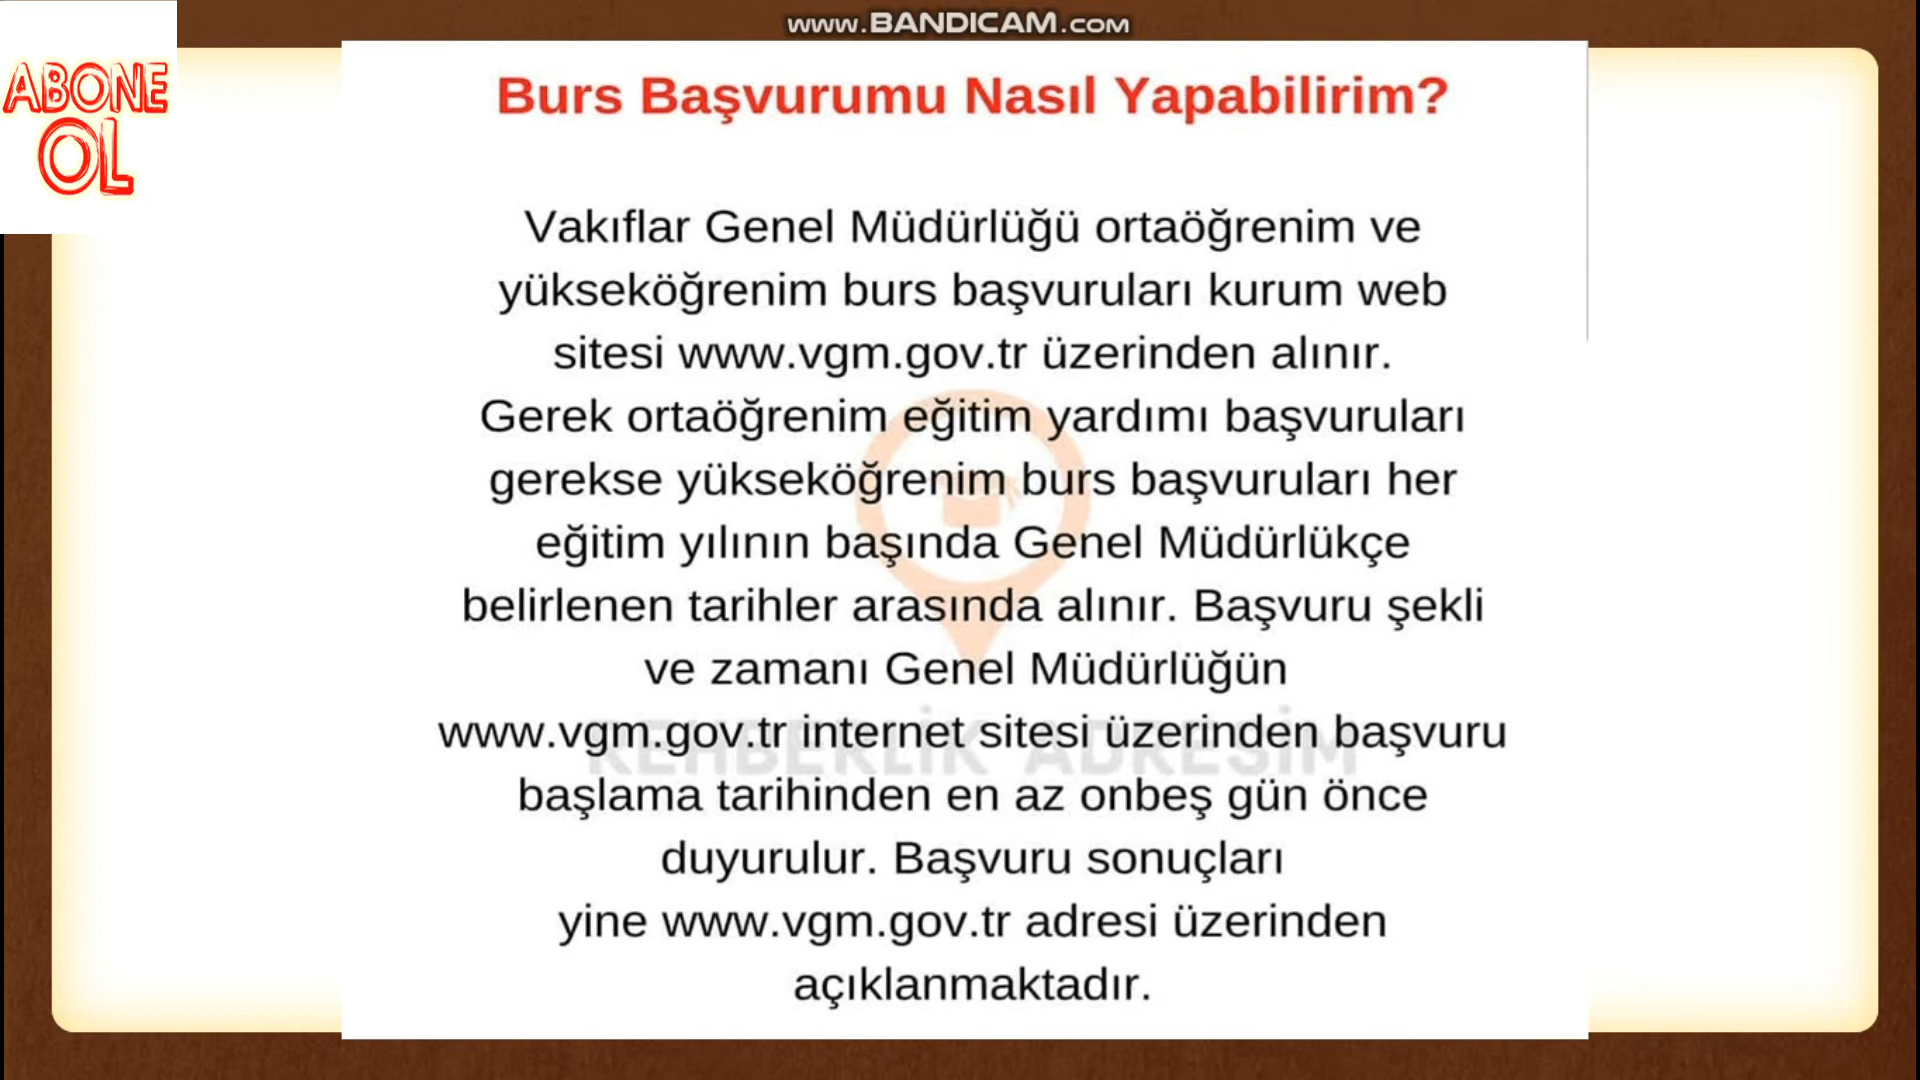 www.BANDICAM.com
ABONE
OL
Burs Başvurumu Nasıl Yapabilirim?
Vakıflar Genel Müdürlüğü ortaöğrenim ve
yükseköğrenim burs başvuruları kurum web
sitesi www.vgm.gov.tr üzerinden alınır.
Gerek ortaöğrenim eğitim yardımı başvuruları
gerekse yükseköğrenim burs başvuruları her
eğitim yılının başında Genel Müdürlükçe
belirlenen tarihler arasında alınır. Başvuru şekli
ve zamanı Genel Müdürlüğün
www.vgm.gov.tr internet sitesi üzerinden başvuru
REHBERLİK ADRESİM
başlama tarihinden en az onbeş gün önce
duyurulur. Başvuru sonuçları
yine www.vgm.gov.tr adresi üzerinden
açıklanmaktadır.